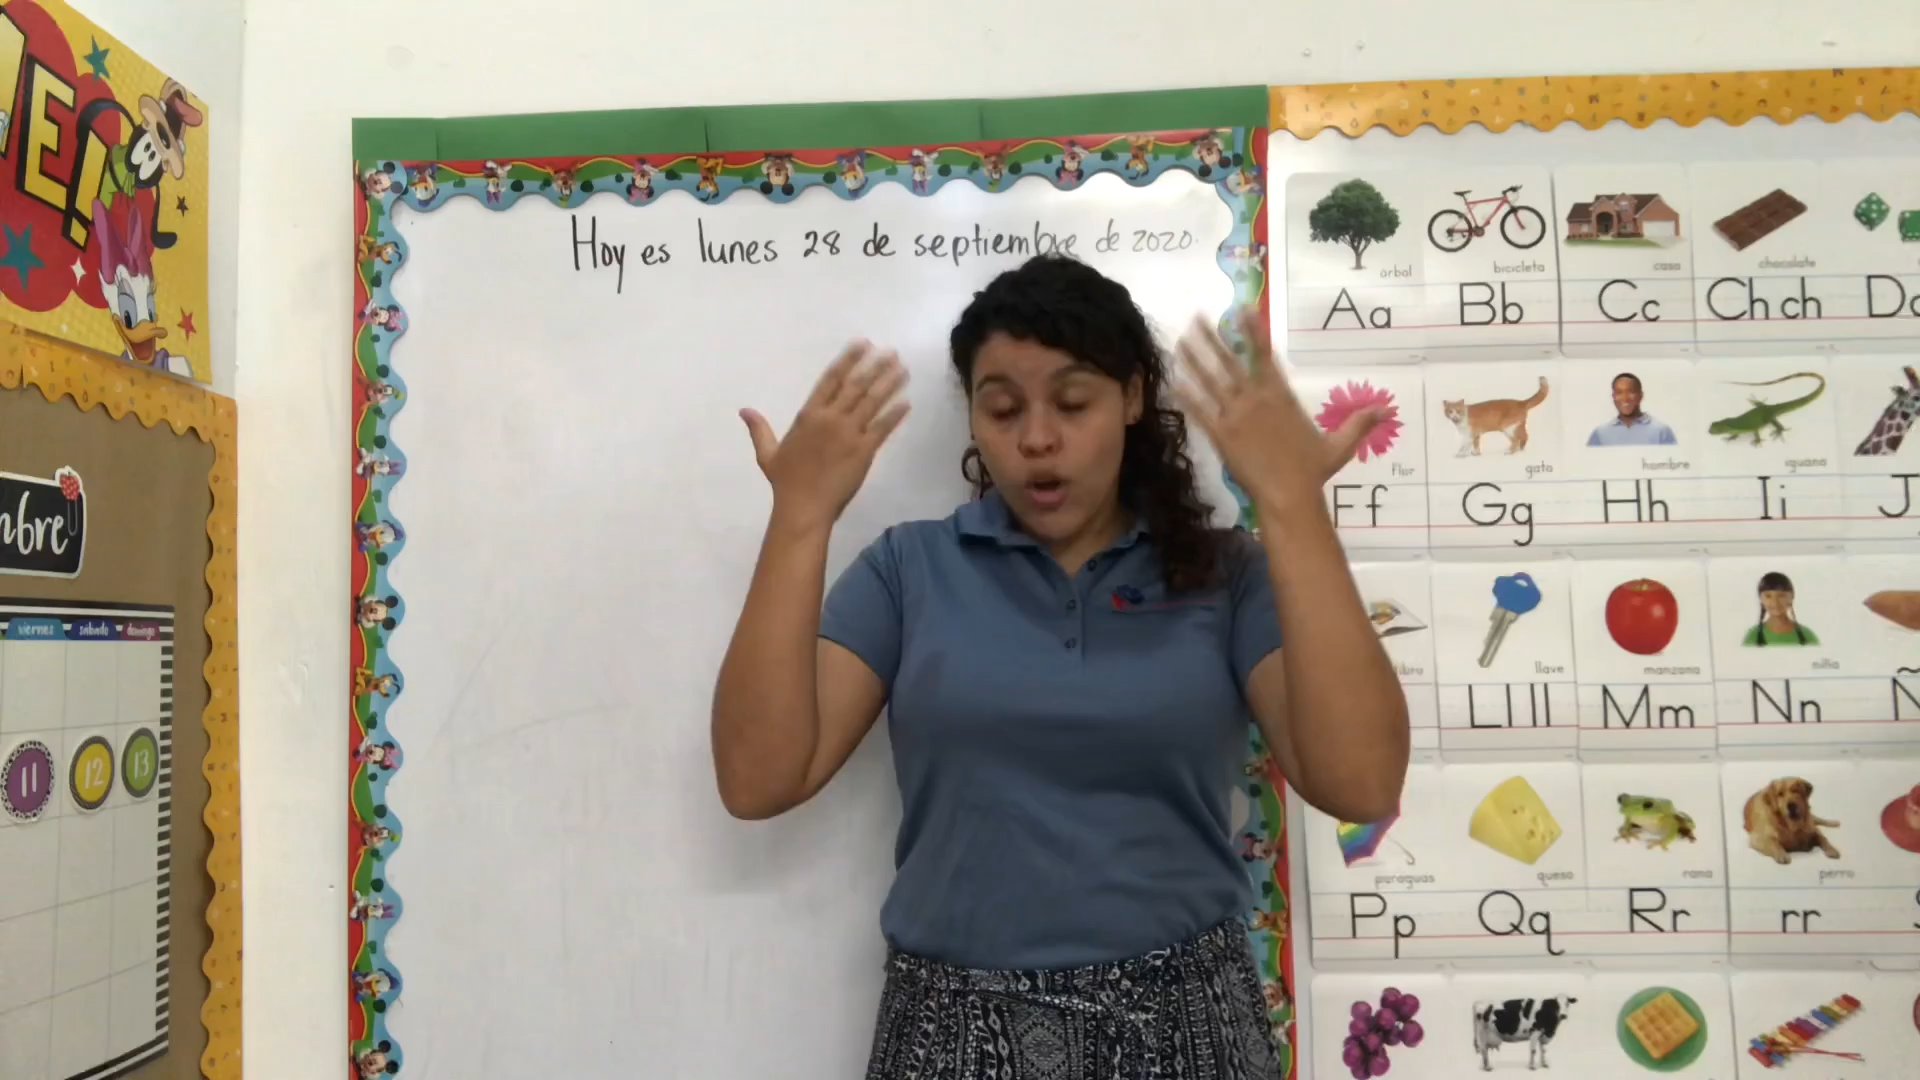 Hoy es lunes 28 de septiembre de 2020.
viernes sábado domingo
11 12 13
arbol bicicleta casa chocolate
Aa Bb Cc Ch ch
flor gato hombre iguana
Ff Gg Hh Ii J
libro llave manzana niña
Ll ll Mm Nn Ñ
paraguas queso rana perro
Pp Qq Rr rr